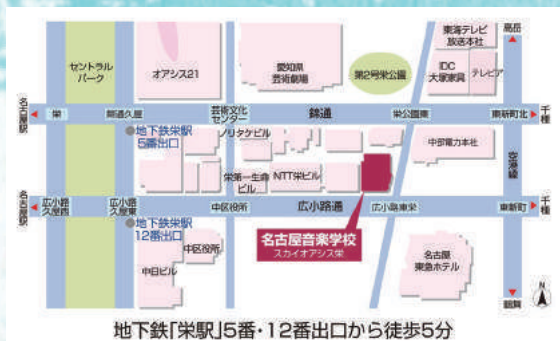 高岳
東海テレビ
放送本社
セントラル
パーク
オアシス21
愛知県
芸術劇場
第2号栄公園
IDC
大塚家具
テレピア
名古屋駅
栄
錦通久屋
芸術文化
センター
錦通
栄公園東
東新町北
千種
地下鉄栄駅
5番出口
ノリタケビル
中部電力本社
空港線
栄第一生命
ビル
NTT栄ビル
名古屋駅
広小路
久屋西
広小路
久屋東
中区役所
広小路通
広小路東栄
東新町
千種
地下鉄栄駅
12番出口
中区役所
中日ビル
名古屋音楽学校
スカイオアシス栄
名古屋
東急ホテル
鶴舞
N
地下鉄「栄駅」5番・12番出口から徒歩5分